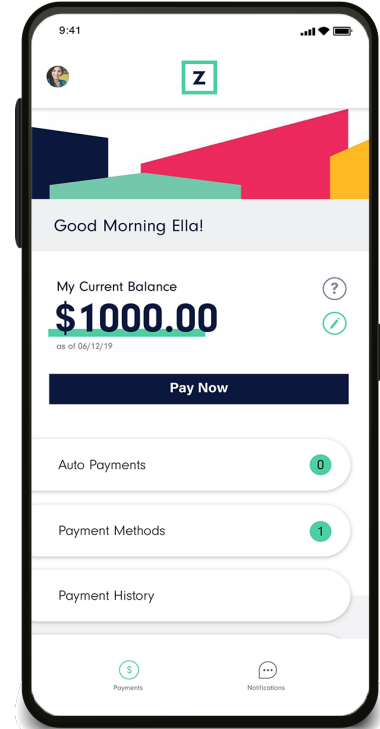 9:41
Z
Good Morning Ella!
My Current Balance
?
$1000.00
as of 06/12/19
Pay Now
Auto Payments 0
Payment Methods 1
Payment History
$
Payments Notifications